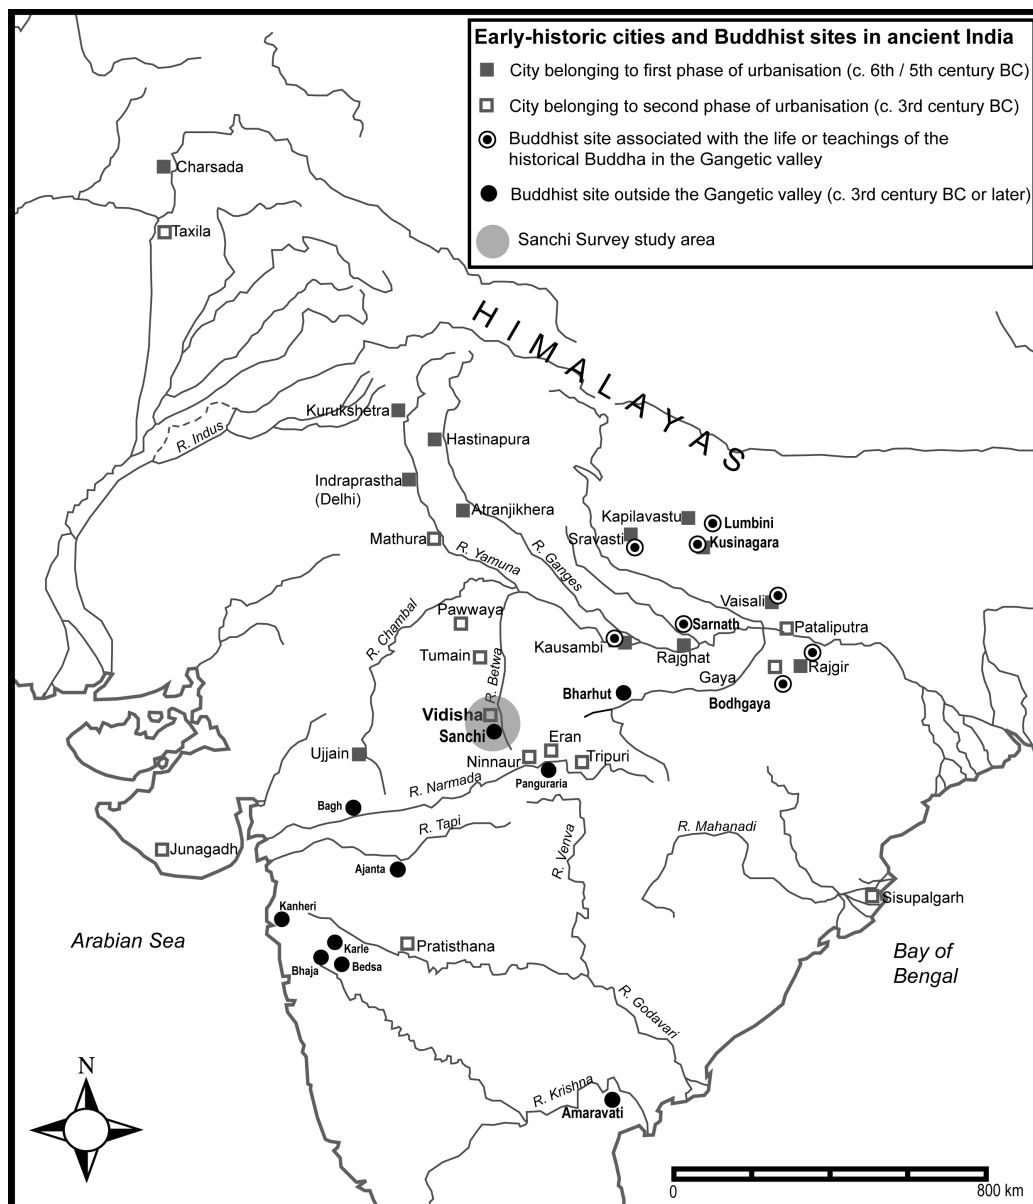 Early-historic cities and Buddhist sites in ancient India
City belonging to first phase of urbanisation (c. 6th / 5th century BC)
City belonging to second phase of urbanisation (c. 3rd century BC)
Buddhist site associated with the life or teachings of the
historical Buddha in the Gangetic valley
Buddhist site outside the Gangetic valley (c. 3rd century BC or later)
Sanchi Survey study area
Charsada
Taxila
HIMALAYAS
Kurukshetra
R. Indus
Hastinapura
Indraprastha
(Delhi)
Atranjikhera
Kapilavastu
Lumbini
Mathura
Sravasti
Kusinagara
R. Yamuna
R. Ganges
Vaisali
R. Chambal
Pawwaya
Sarnath
Pataliputra
Kausambi
Tumain
R. Betwa
Rajghat
Rajgir
Gaya
Bharhut
Bodhgaya
Vidisha
Sanchi
Eran
Ujjain
Ninnaur
Tripuri
R. Narmada
Panguraria
Bagh
R. Tapi
R. Venva
R. Mahanadi
Junagadh
Ajanta
Sisupalgarh
Kanheri
Arabian Sea
Karle
Pratisthana
Bhaja
Bedsa
Bay of
Bengal
R. Godavari
N
R. Krishna
Amaravati
0
800 km